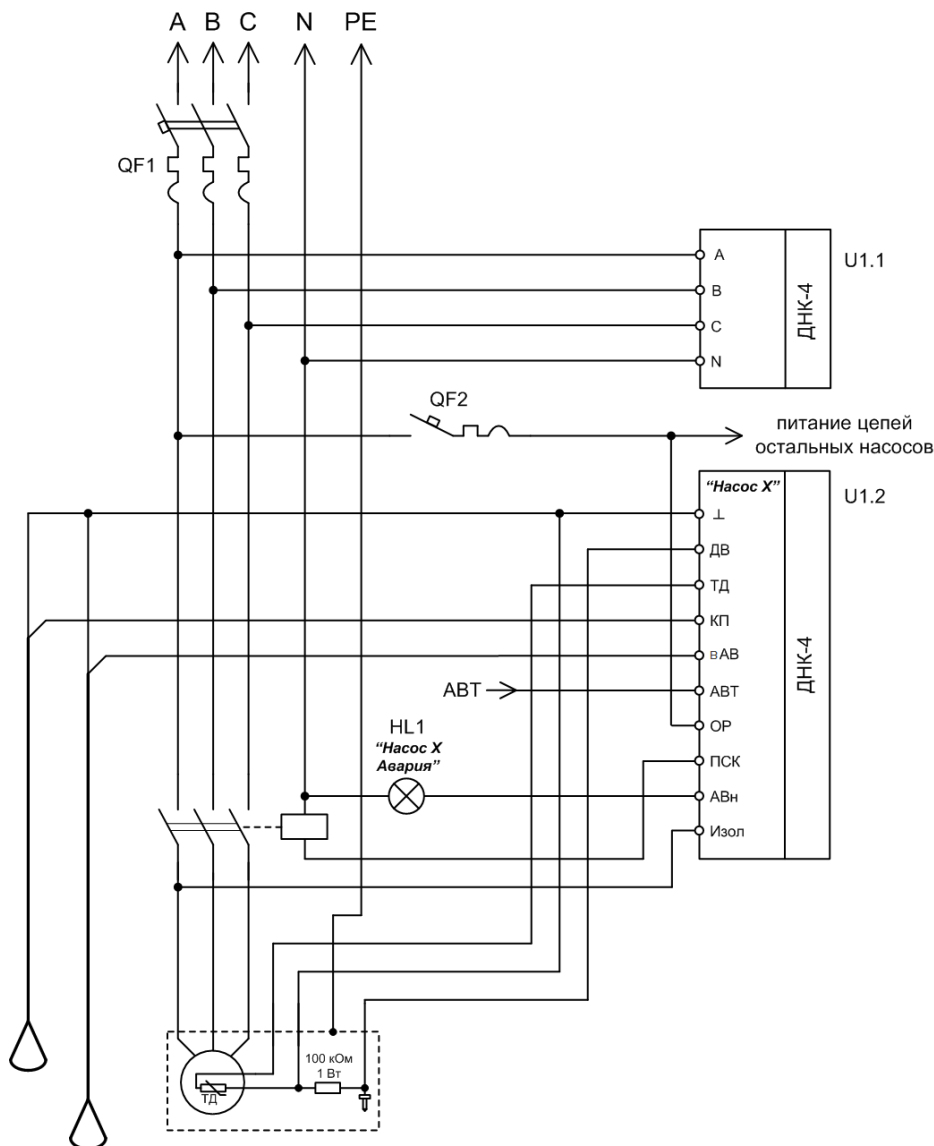 A B C N PE
QF1
A
B
C
N
ДНК-4
U1.1
QF2
питание цепей
остальных насосов
“Насос X”
U1.2
⊥
ДВ
ТД
КП
вАВ
АВТ
АВТ
ОР
ПСК
АВн
Изол
ДНК-4
HL1
“Насос X
Авария”
100 кОм
1 Вт
ТД